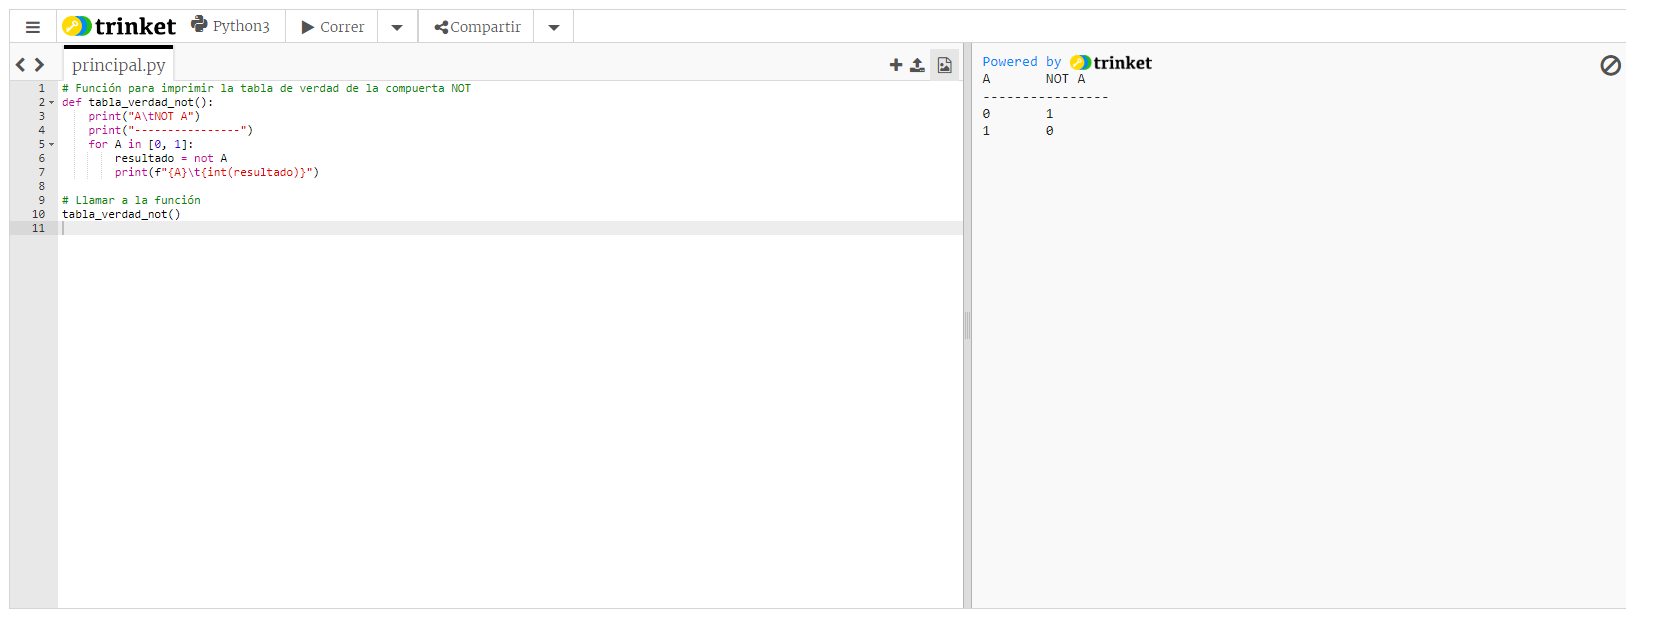 trinket Python3 Correr Compartir
principal.py
1 # Función para imprimir la tabla de verdad de la compuerta NOT
2 def tabla_verdad_not():
3 print("A\tNOT A")
4 print("----------------")
5 for A in [0, 1]:
6 resultado = not A
7 print(f"{A}\t{int(resultado)}")
8
9 # Llamar a la función
10 tabla_verdad_not()
11
Powered by trinket
A NOT A
----------------
0 1
1 0